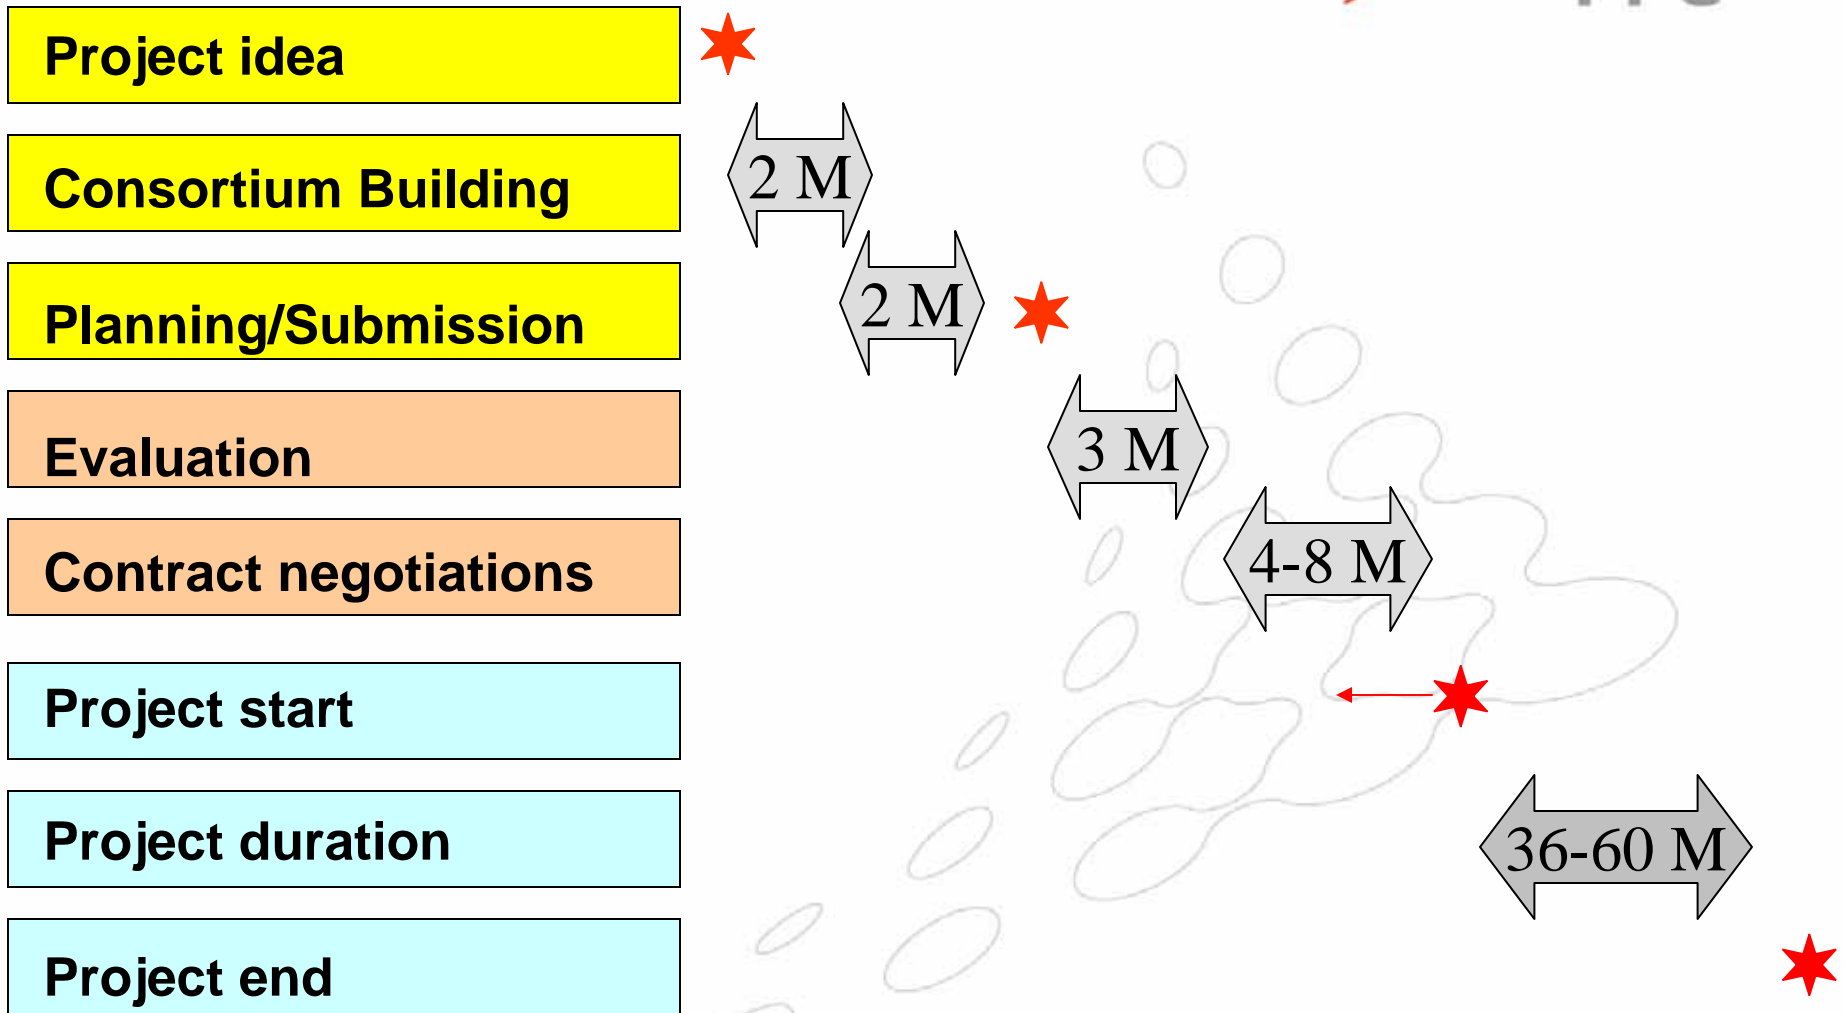 Project idea
Consortium Building
2 M
Planning/Submission
2 M
Evaluation
3 M
Contract negotiations
4-8 M
Project start
Project duration
36-60 M
Project end